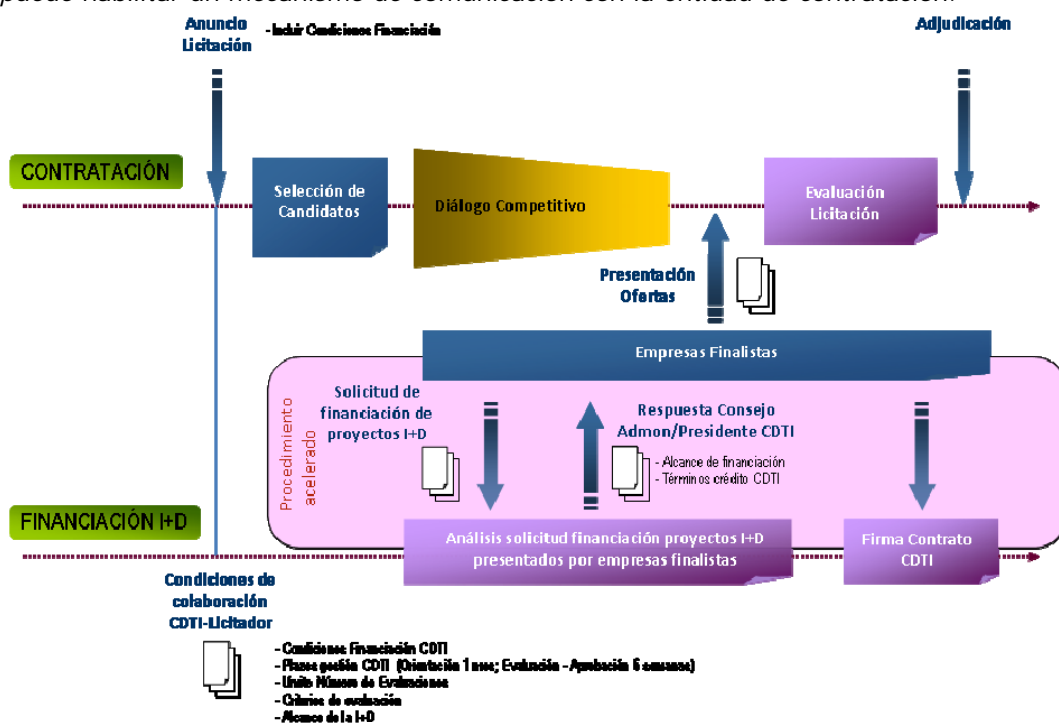 puede habilitar un mecanismo de comunicación con la entidad de contratación.
Anuncio
Licitación
- Incluir Condiciones Financiación
Adjudicación
CONTRATACIÓN
Selección de
Candidatos
Diálogo Competitivo
Evaluación
Licitación
Presentación
Ofertas
Empresas Finalistas
Procedimiento
acelerado
Solicitud de
financiación de
proyectos I+D
Respuesta Consejo
Admon/Presidente CDTI
- Alcance de financiación
- Términos crédito CDTI
FINANCIACIÓN I+D
Análisis solicitud financiación proyectos I+D
presentados por empresas finalistas
Firma Contrato
CDTI
Condiciones de
colaboración
CDTI-Licitador
- Condiciones Financiación CDTI
- Plazos gestión CDTI (Orientación 1 mes; Evaluación - Aprobación 6 semanas)
- Límite Número de Evaluaciones
- Criterios de evaluación
- Alcance de la I+D